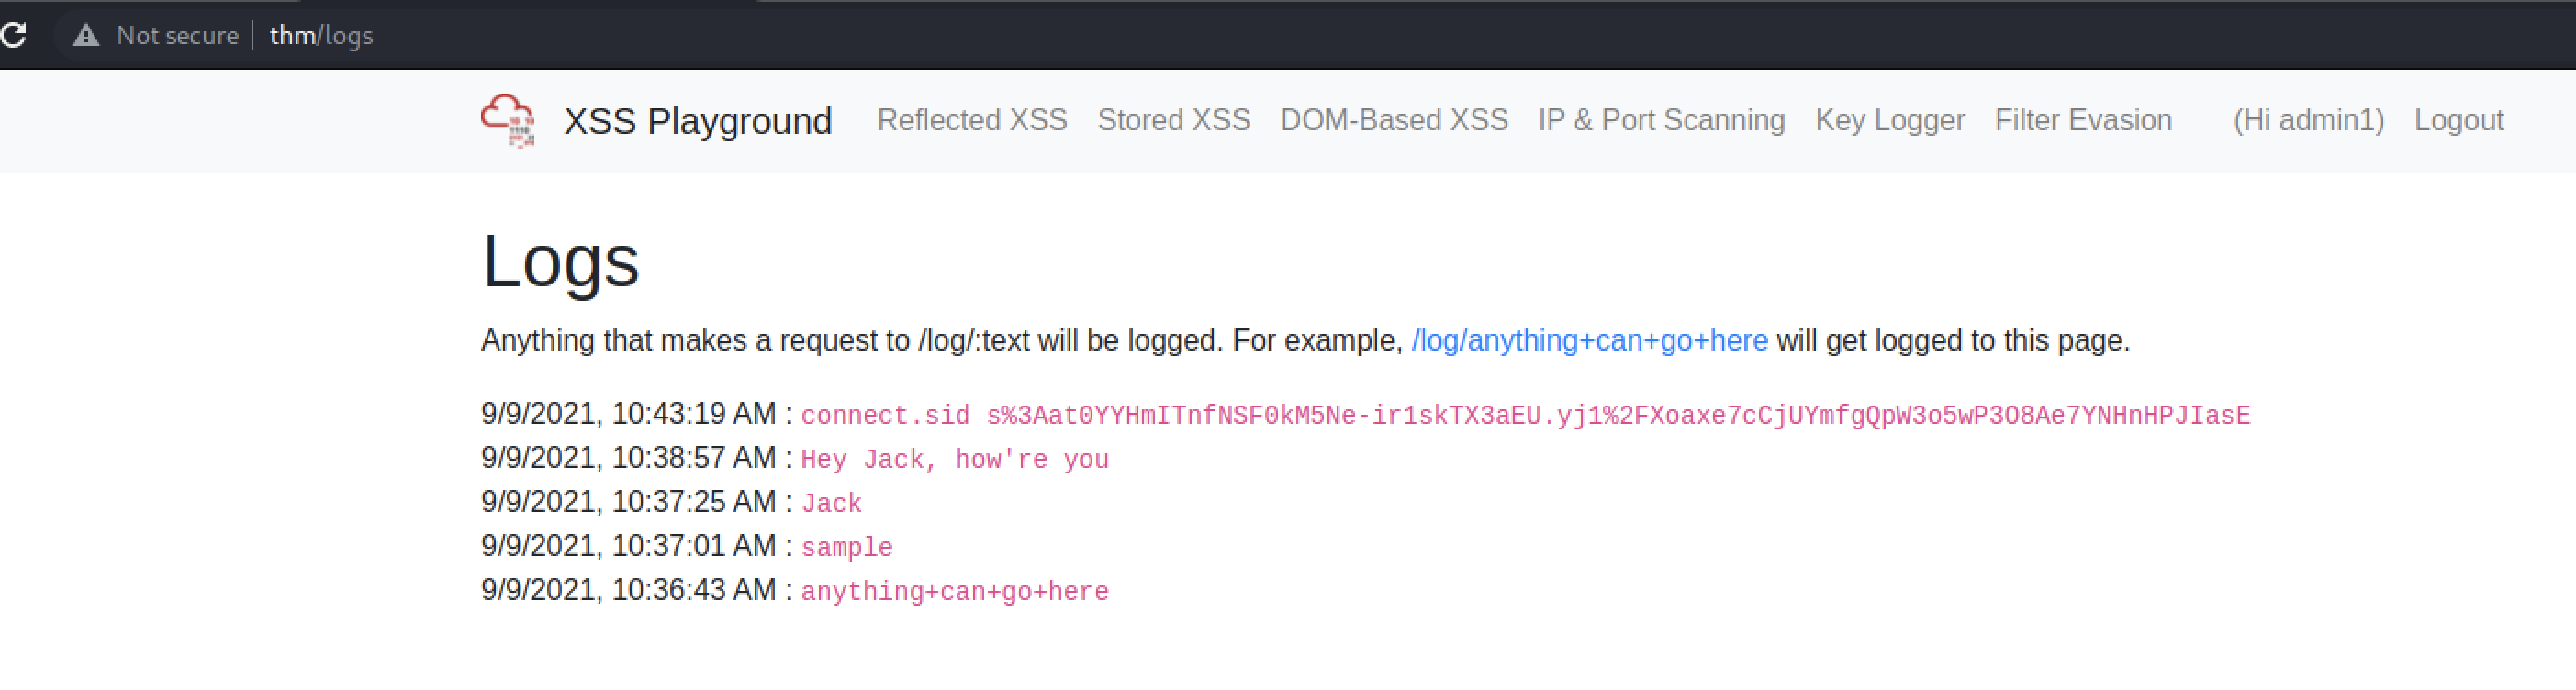 Not secure | thm/logs
XSS Playground Reflected XSS Stored XSS DOM-Based XSS IP & Port Scanning Key Logger Filter Evasion (Hi admin1) Logout
Logs
Anything that makes a request to /log/:text will be logged. For example, /log/anything+can+go+here will get logged to this page.
9/9/2021, 10:43:19 AM : connect.sid s%3Aat0YYHmITnfNSF0kM5Ne-ir1skTX3aEU.yj1%2FXoaxe7cCjUYmfgQpW3o5wP3O8Ae7YNHnHPJIasE
9/9/2021, 10:38:57 AM : Hey Jack, how're you
9/9/2021, 10:37:25 AM : Jack
9/9/2021, 10:37:01 AM : sample
9/9/2021, 10:36:43 AM : anything+can+go+here